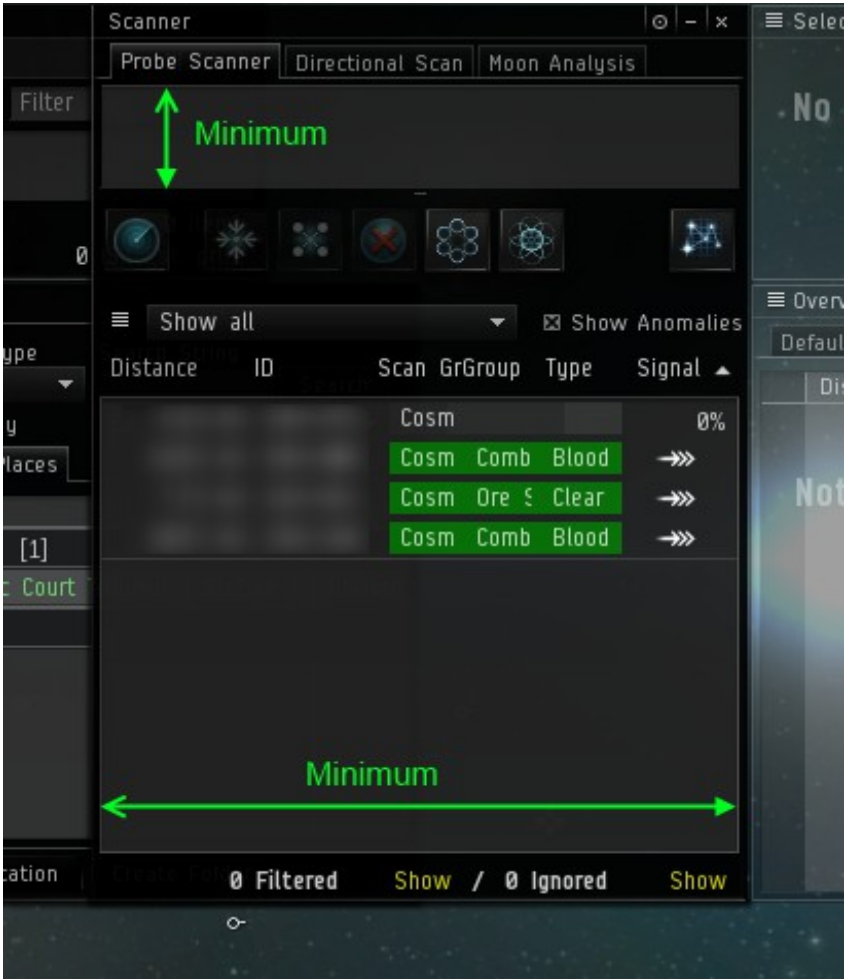 Scanner
Selec
Probe Scanner Directional Scan Moon Analysis
Filter
Minimum
No
0
Show all
Show Anomalies
Overv
Defaul
ype
Distance ID Scan GrGroup Type Signal
Dis
Cosm 0%
y
Cosm Comb Blood
Places
Cosm Ore S Clear
Not
Cosm Comb Blood
[1]
c Court
Minimum
cation
0 Filtered Show / 0 Ignored Show